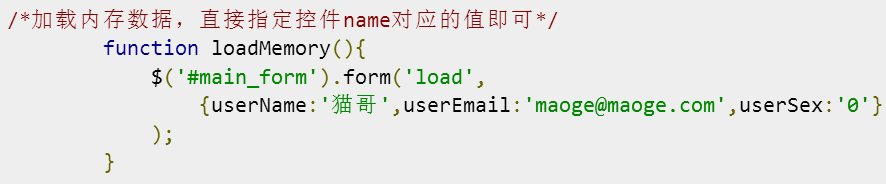 /*加载内存数据，直接指定控件name对应的值即可*/
function loadMemory(){
$('#main_form').form('load',
{userName:'猫哥',userEmail:'maoge@maoge.com',userSex:'0'}
);
}